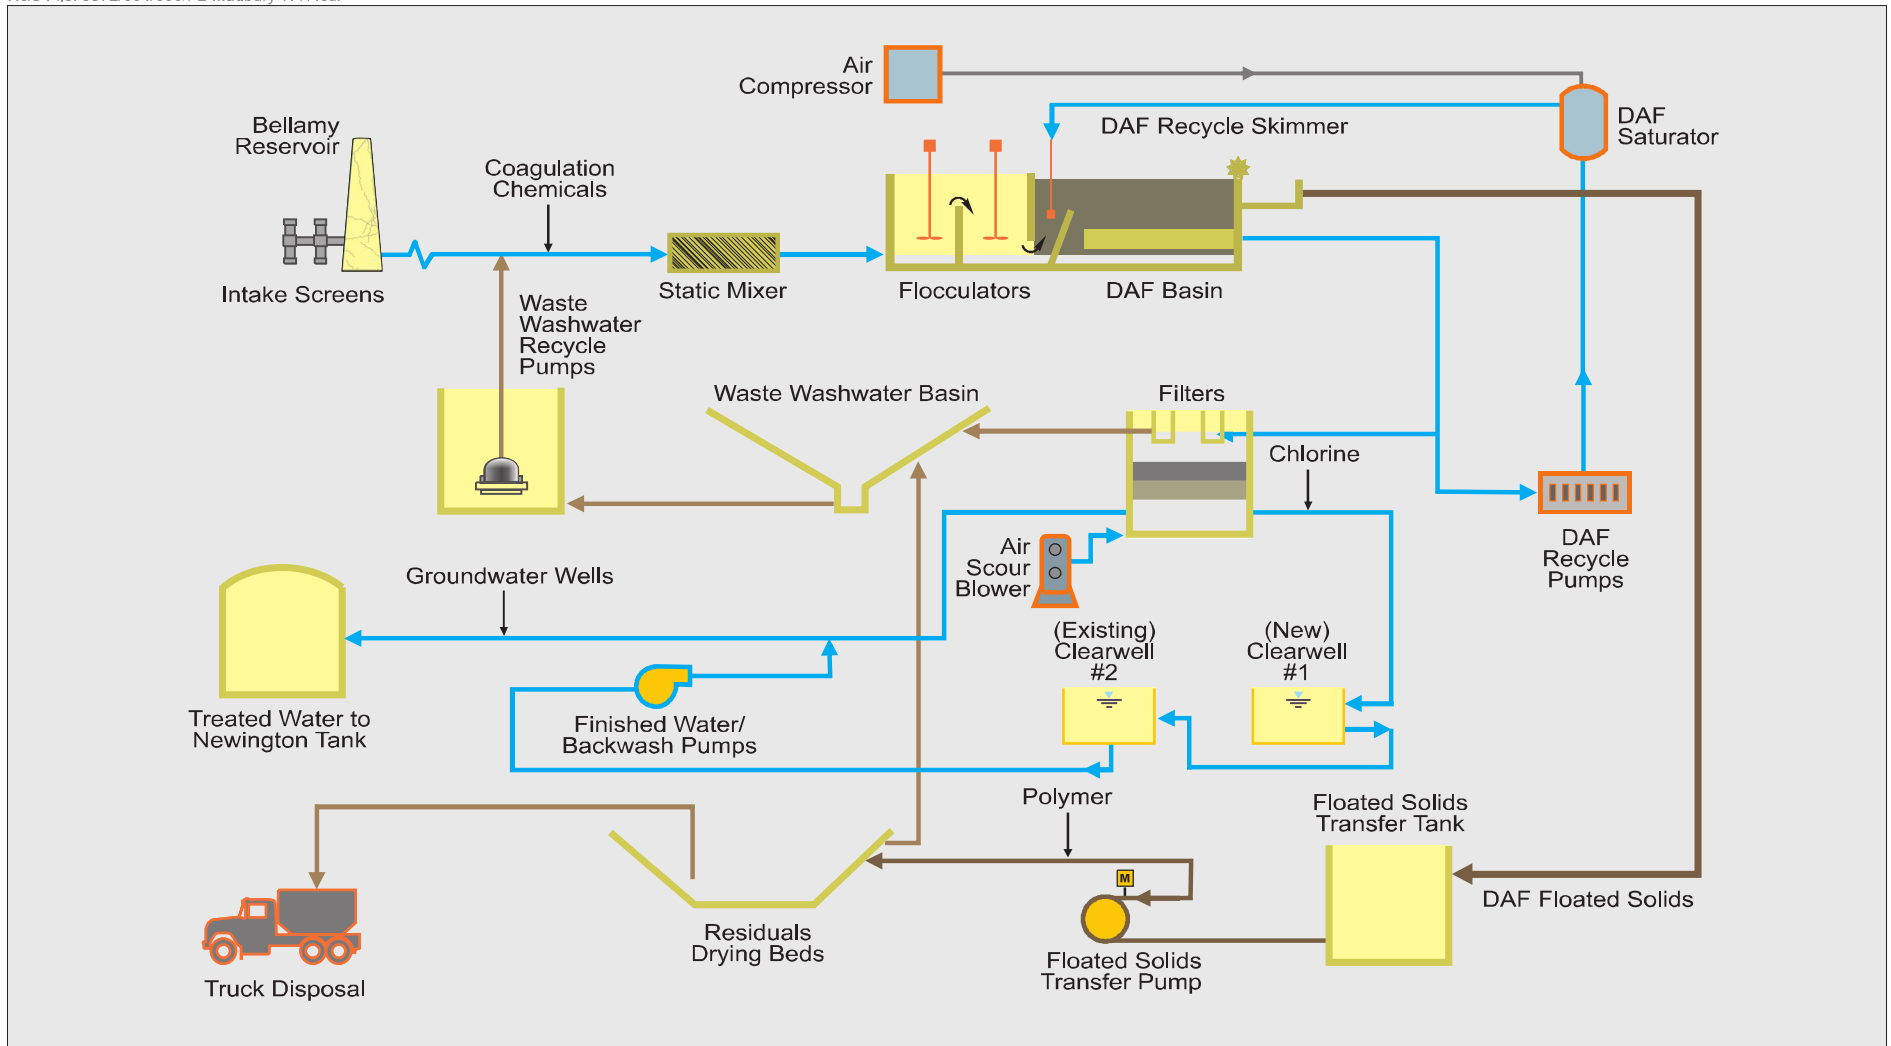 Air
Compressor
DAF Recycle Skimmer
DAF
Saturator
Bellamy
Reservoir
Coagulation
Chemicals
Intake Screens
Static Mixer
Flocculators
DAF Basin
Waste
Washwater
Recycle
Pumps
Waste Washwater Basin
Filters
Chlorine
Air
Scour
Blower
DAF
Recycle
Pumps
Groundwater Wells
(Existing)
Clearwell
#2
(New)
Clearwell
#1
Treated Water to
Newington Tank
Finished Water/
Backwash Pumps
Polymer
Floated Solids
Transfer Tank
M
DAF Floated Solids
Residuals
Drying Beds
Floated Solids
Transfer Pump
Truck Disposal